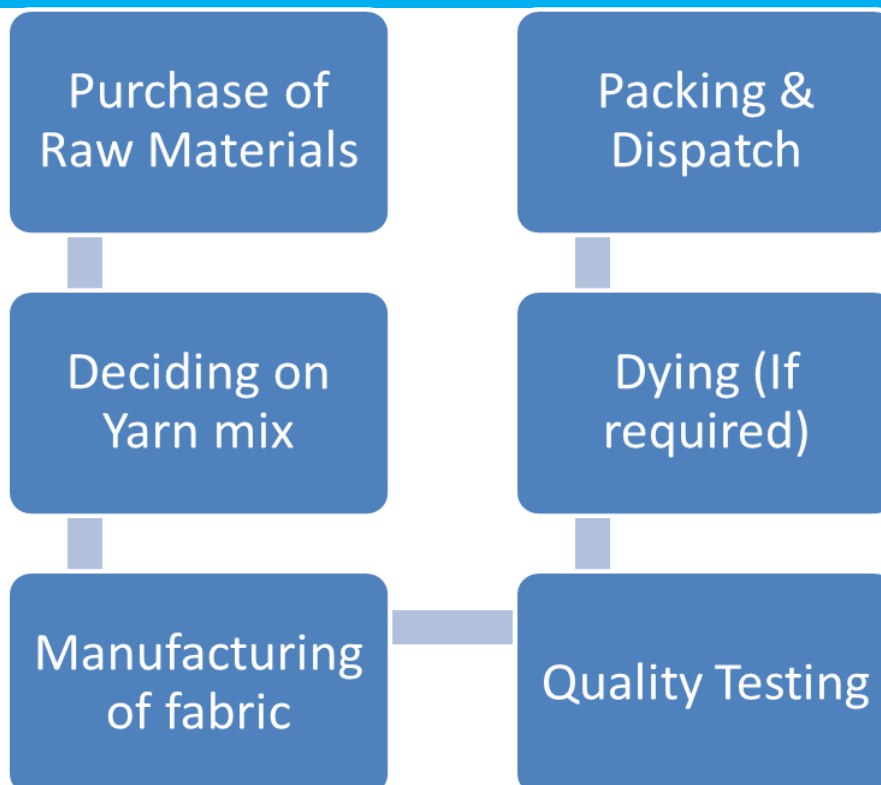 Purchase of
Raw Materials
Deciding on
Yarn mix
Manufacturing
of fabric
Quality Testing
Dying (If
required)
Packing &
Dispatch